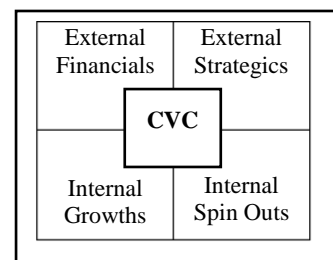 External
Financials
External
Strategics
CVC
Internal
Growths
Internal
Spin Outs